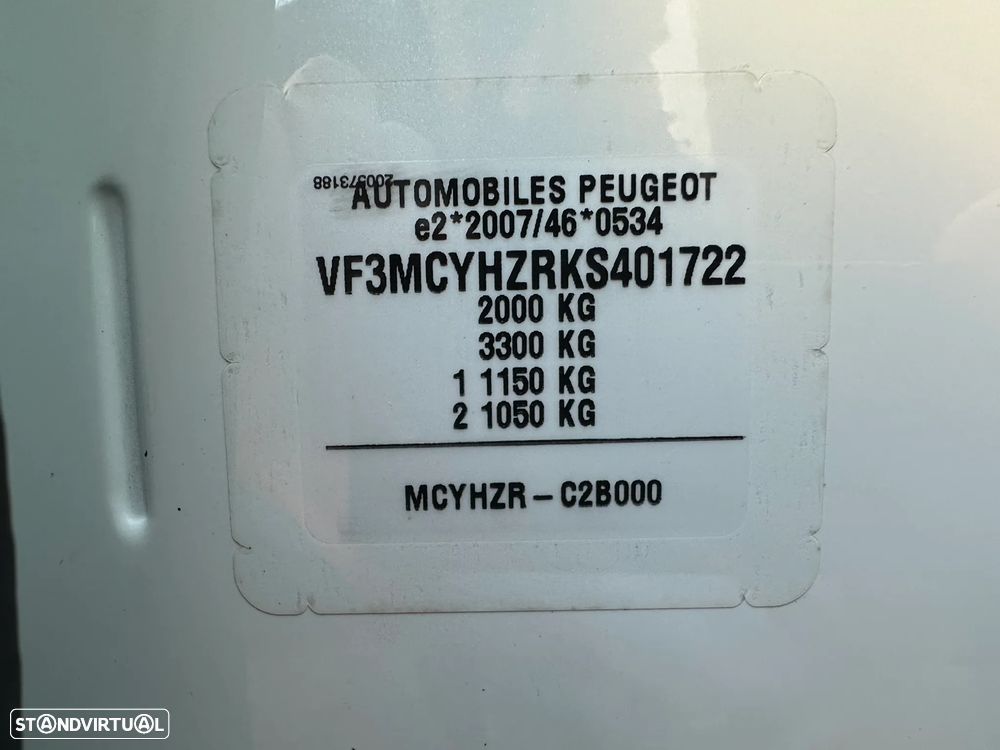 200573188
AUTOMOBILES PEUGEOT
e2*2007/46*0534
VF3MCYHZRKS401722
2000 KG
3300 KG
1 1150 KG
2 1050 KG
MCYHZR – C2B000
STANDVIRTUAL